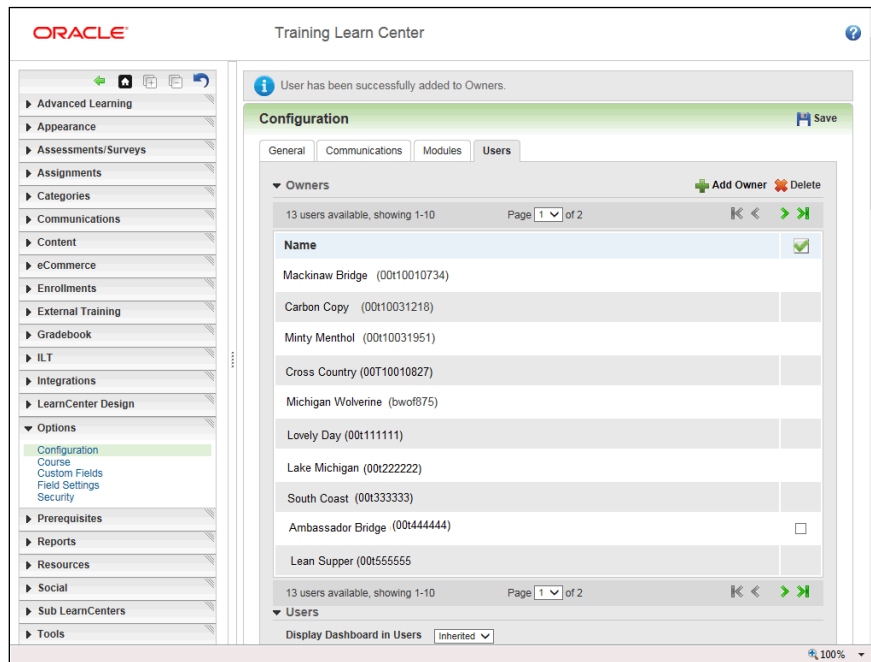 ORACLE
Training Learn Center
Advanced Learning
Appearance
Assessments/Surveys
Assignments
Categories
Communications
Content
eCommerce
Enrollments
External Training
Gradebook
ILT
Integrations
LearnCenter Design
Options
Configuration
Course
Custom Fields
Field Settings
Security
Prerequisites
Reports
Resources
Social
Sub LearnCenters
Tools
User has been successfully added to Owners.
Configuration Save
General Communications Modules Users
Owners Add Owner Delete
13 users available, showing 1-10 Page 1 of 2
Name
Mackinaw Bridge (00t10010734)
Carbon Copy (00t10031218)
Minty Menthol (00t10031951)
Cross Country (00T10010827)
Michigan Wolverine (bwof875)
Lovely Day (00t111111)
Lake Michigan (00t222222)
South Coast (00t333333)
Ambassador Bridge (00t444444)
Lean Supper (00t555555
13 users available, showing 1-10 Page 1 of 2
Users
Display Dashboard in Users Inherited
100%